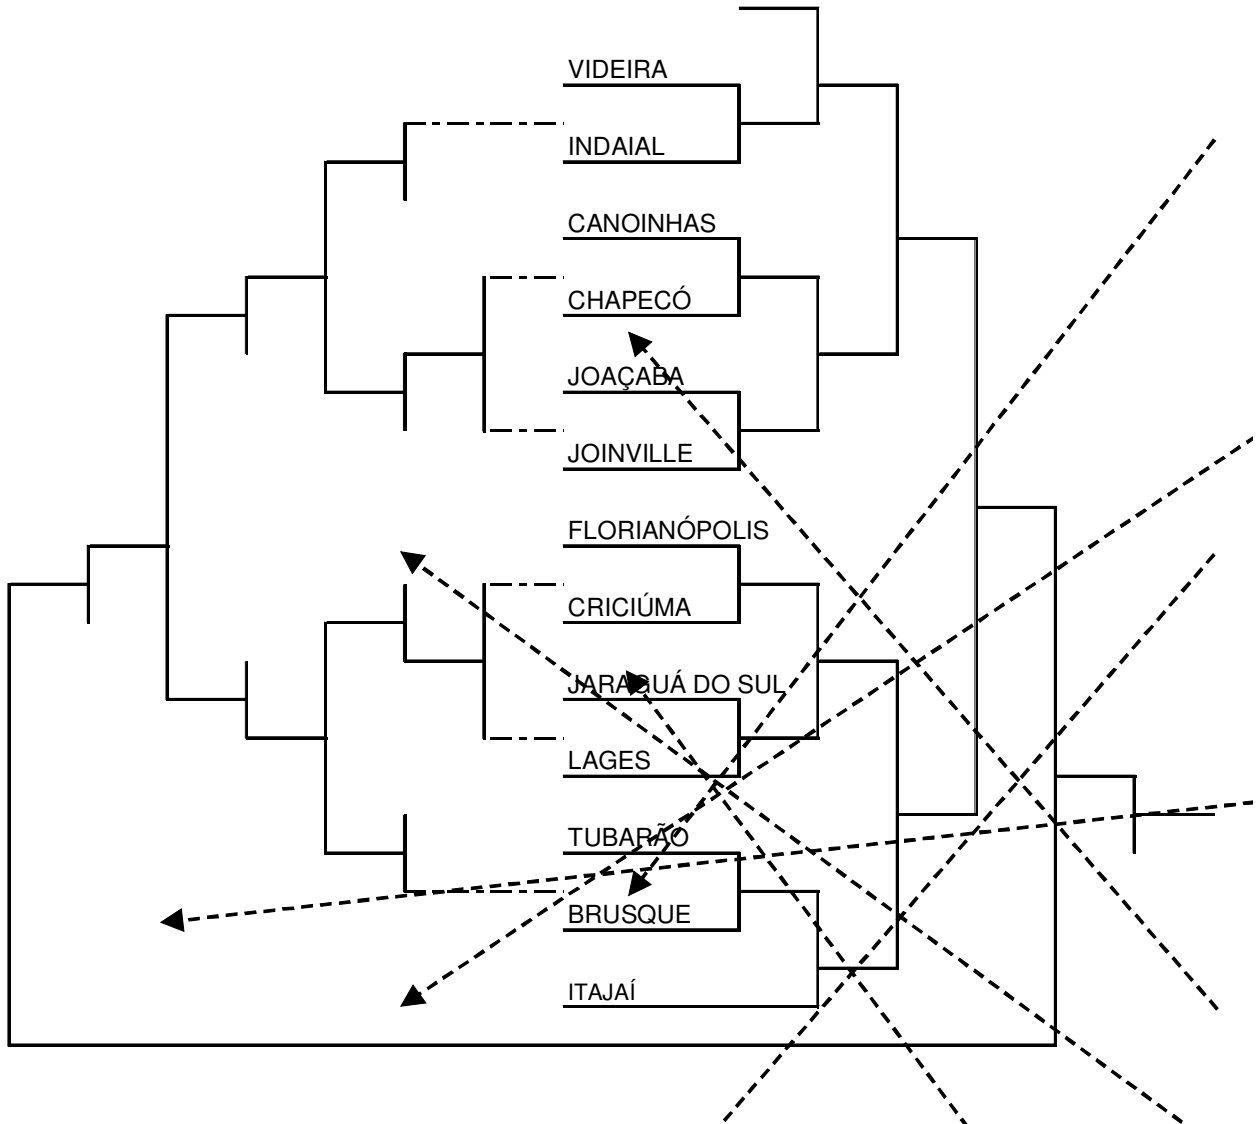 VIDEIRA
INDAIAL
CANOINHAS
CHAPECÓ
JOAÇABA
JOINVILLE
FLORIANÓPOLIS
CRICIÚMA
JARAGUÁ DO SUL
LAGES
TUBARÃO
BRUSQUE
ITAJAÍ